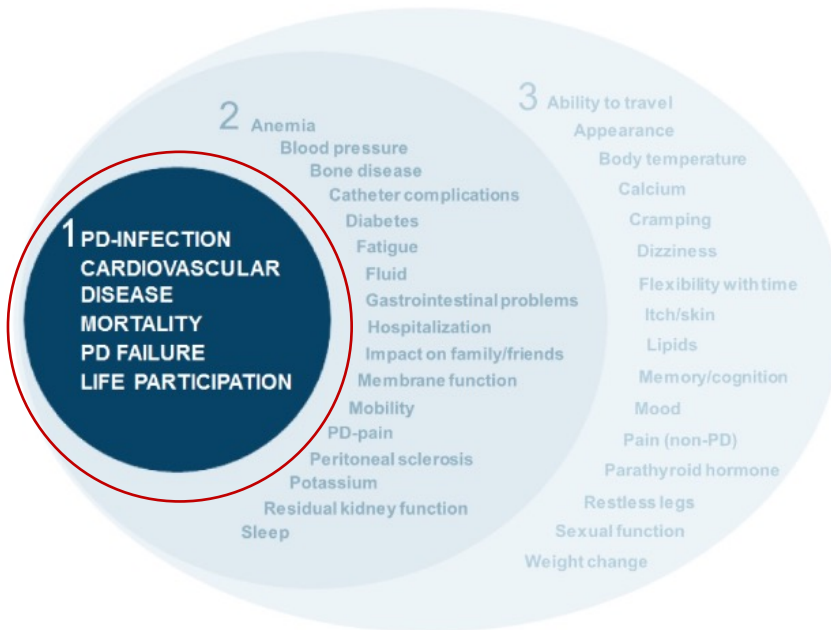 1 PD-INFECTION
CARDIOVASCULAR
DISEASE
MORTALITY
PD FAILURE
LIFE PARTICIPATION
2 Anemia
Blood pressure
Bone disease
Catheter complications
Diabetes
Fatigue
Fluid
Gastrointestinal problems
Hospitalization
Impact on family/friends
Membrane function
Mobility
PD-pain
Peritoneal sclerosis
Potassium
Residual kidney function
Sleep
3 Ability to travel
Appearance
Body temperature
Calcium
Cramping
Dizziness
Flexibility with time
Itch/skin
Lipids
Memory/cognition
Mood
Pain (non-PD)
Parathyroid hormone
Restless legs
Sexual function
Weight change